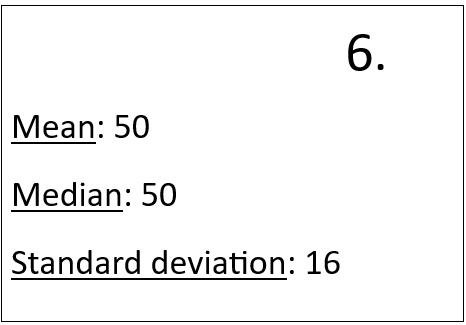 6.
Mean: 50
Median: 50
Standard deviation: 16